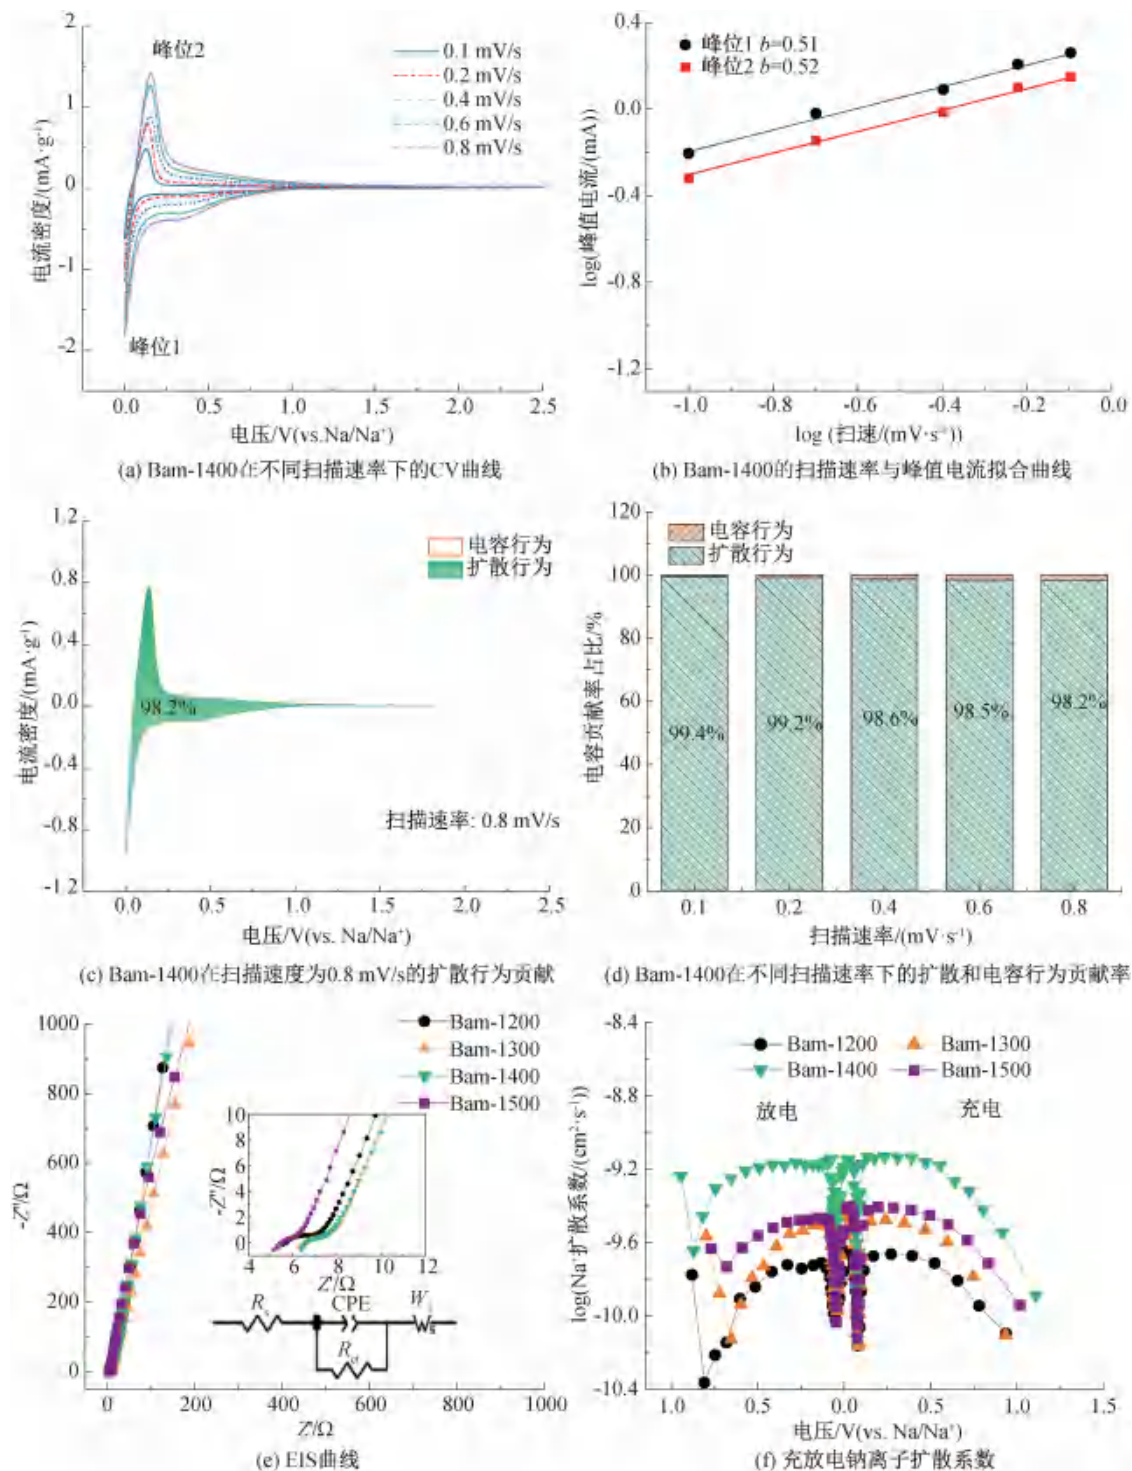 峰位2
0.1 mV/s
0.2 mV/s
0.4 mV/s
0.6 mV/s
0.8 mV/s
峰位1
2
1
0
-1
-2
电流密度/(mA·g⁻¹)
0.0 0.5 1.0 1.5 2.0 2.5
电压/V(vs.Na/Na⁺)
(a) Bam-1400在不同扫描速率下的CV曲线
峰位1 b=0.51
峰位2 b=0.52
0.4
0.0
-0.4
-0.8
-1.2
log(峰值电流/(mA))
-1.0 -0.8 -0.6 -0.4 -0.2 0.0
log (扫速/(mV·s⁻¹))
(b) Bam-1400的扫描速率与峰值电流拟合曲线
电容行为
扩散行为
98.2%
扫描速率: 0.8 mV/s
1.2
0.8
0.4
0.0
-0.4
-0.8
-1.2
电流密度/(mA·g⁻¹)
0.0 0.5 1.0 1.5 2.0 2.5
电压/V(vs. Na/Na⁺)
(c) Bam-1400在扫描速度为0.8 mV/s的扩散行为贡献
电容行为
扩散行为
99.4% 99.2% 98.6% 98.5% 98.2%
120
100
80
60
40
20
0
电容贡献率占比/%
0.1 0.2 0.4 0.6 0.8
扫描速率/(mV·s⁻¹)
(d) Bam-1400在不同扫描速率下的扩散和电容行为贡献率
Bam-1200
Bam-1300
Bam-1400
Bam-1500
1000
800
600
400
200
0
-Z″/Ω
10
8
6
4
2
0
-Z″/Ω
4 6 8 10 12
Z′/Ω
Rs
CPE
Ws
Rct
0 200 400 600 800 1000
Z′/Ω
(e) EIS曲线
Bam-1200 Bam-1300
Bam-1400 Bam-1500
放电 充电
-8.4
-8.8
-9.2
-9.6
-10.0
-10.4
log(Na⁺扩散系数/(cm²·s⁻¹))
1.0 0.5 0.0 0.5 1.0 1.5
电压/V(vs. Na/Na⁺)
(f) 充放电钠离子扩散系数